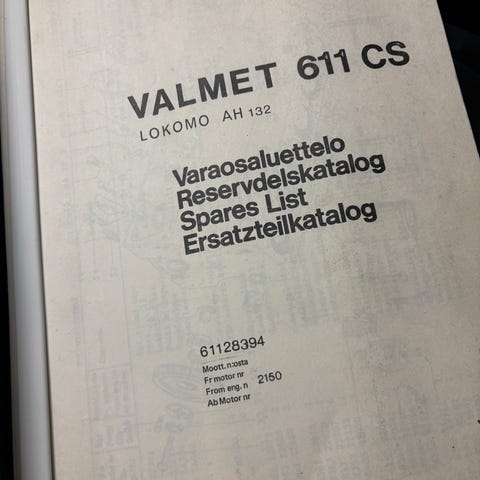 VALMET 611 CS
LOKOMO AH 132
Varaosaluettelo
Reservdelskatalog
Spares List
Ersatzteilkatalog
61128394
Moott.n:osta
Fr motor nr
From eng. n 2150
Ab Motor nr